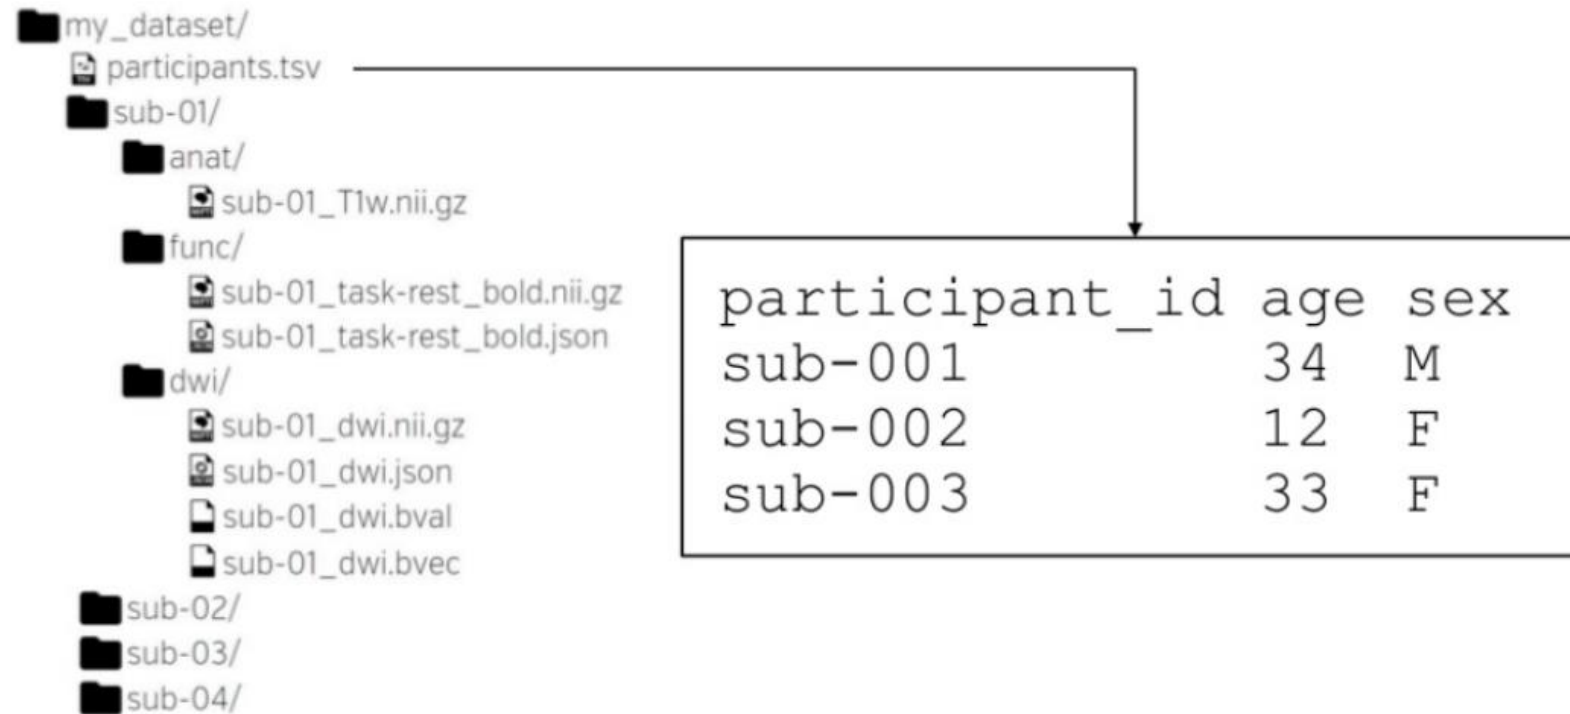 my_dataset/
participants.tsv
sub-01/
anat/
sub-01_T1w.nii.gz
func/
sub-01_task-rest_bold.nii.gz
sub-01_task-rest_bold.json
dwi/
sub-01_dwi.nii.gz
sub-01_dwi.json
sub-01_dwi.bval
sub-01_dwi.bvec
sub-02/
sub-03/
sub-04/
participant_id age sex
sub-001 34 M
sub-002 12 F
sub-003 33 F